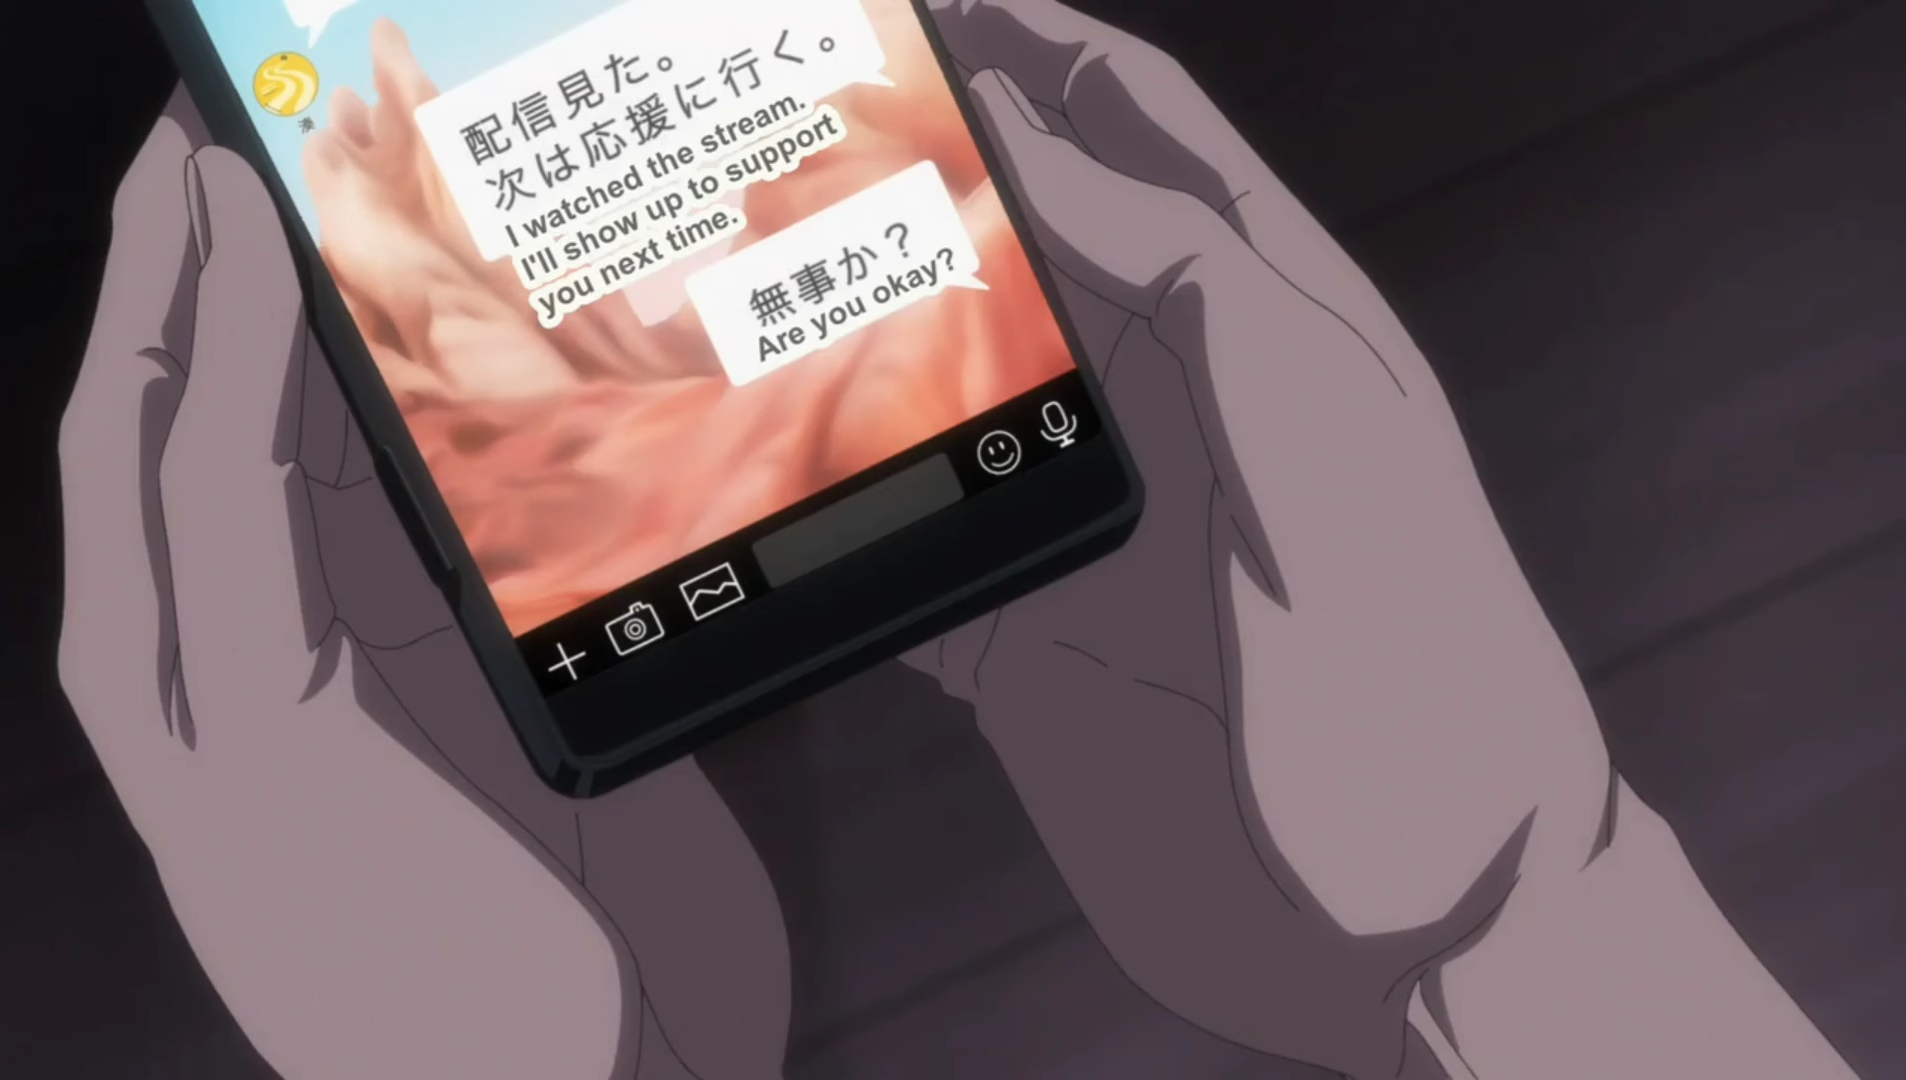 湊
配信見た。
次は応援に行く。
I watched the stream.
I'll show up to support
you next time.
無事か?
Are you okay?